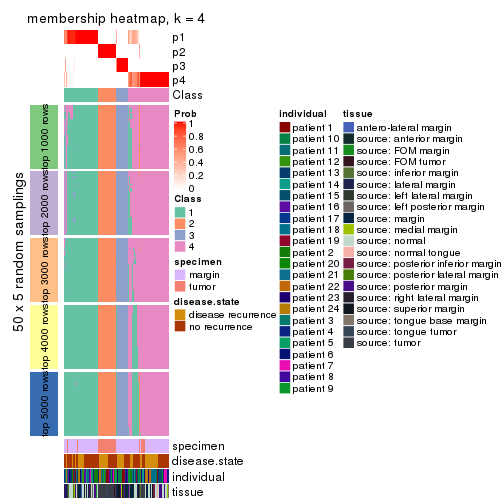 membership heatmap, k = 4
p1
p2
p3
p4
Class
50 x 5 random samplings
top 1000 rows
top 2000 rows
top 3000 rows
top 4000 rows
top 5000 rows
specimen
disease.state
individual
tissue
Prob
1
0.8
0.6
0.4
0.2
0
Class
1
2
3
4
specimen
margin
tumor
disease.state
disease recurrence
no recurrence
individual
patient 1
patient 10
patient 11
patient 12
patient 13
patient 14
patient 15
patient 16
patient 17
patient 18
patient 19
patient 2
patient 20
patient 21
patient 22
patient 23
patient 24
patient 3
patient 4
patient 5
patient 6
patient 7
patient 8
patient 9
tissue
antero-lateral margin
source: anterior margin
source: FOM margin
source: FOM tumor
source: inferior margin
source: lateral margin
source: left lateral margin
source: left posterior margin
source: margin
source: medial margin
source: normal
source: normal tongue
source: posterior inferior margin
source: posterior lateral margin
source: posterior margin
source: right lateral margin
source: superior margin
source: tongue base margin
source: tongue tumor
source: tumor